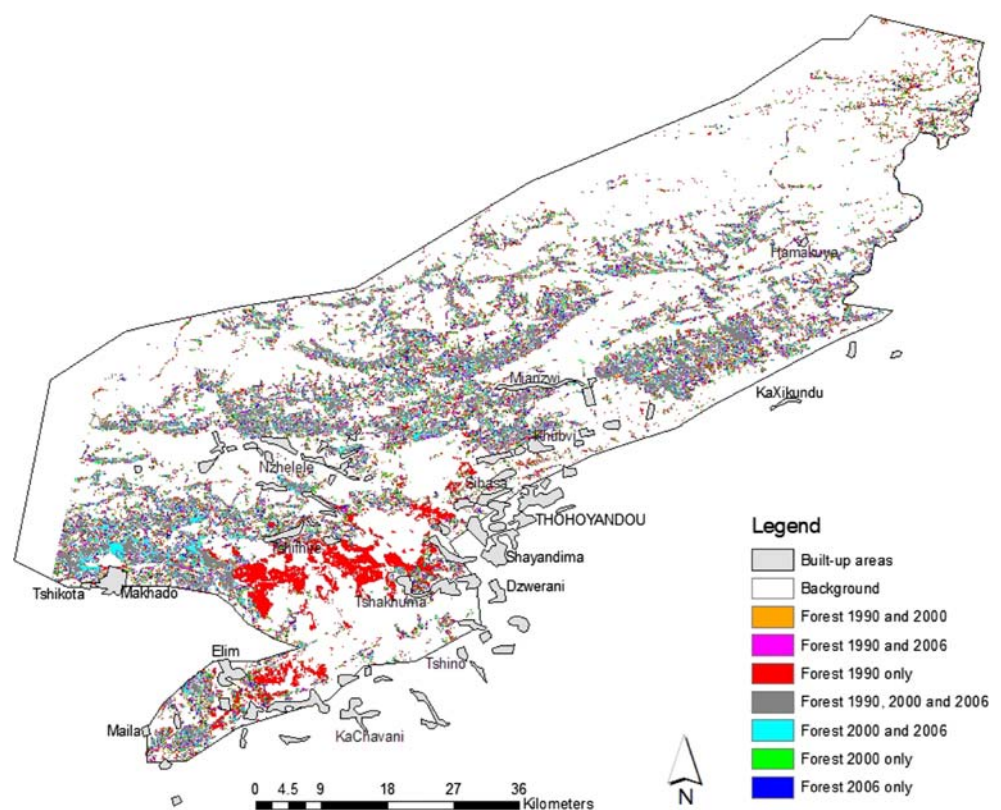 Hamakuya
Mianzwi
KaXikundu
Khubvi
Nzhelele
Sibasa
THOHOYANDOU
Tshifhire
Shayandima
Tshikota
Makhado
Tshakhuma
Dzwerani
Elim
Tshino
Maila
KaChavani
Legend
Built-up areas
Background
Forest 1990 and 2000
Forest 1990 and 2006
Forest 1990 only
Forest 1990, 2000 and 2006
Forest 2000 and 2006
Forest 2000 only
Forest 2006 only
0 4.5 9 18 27 36
Kilometers
N